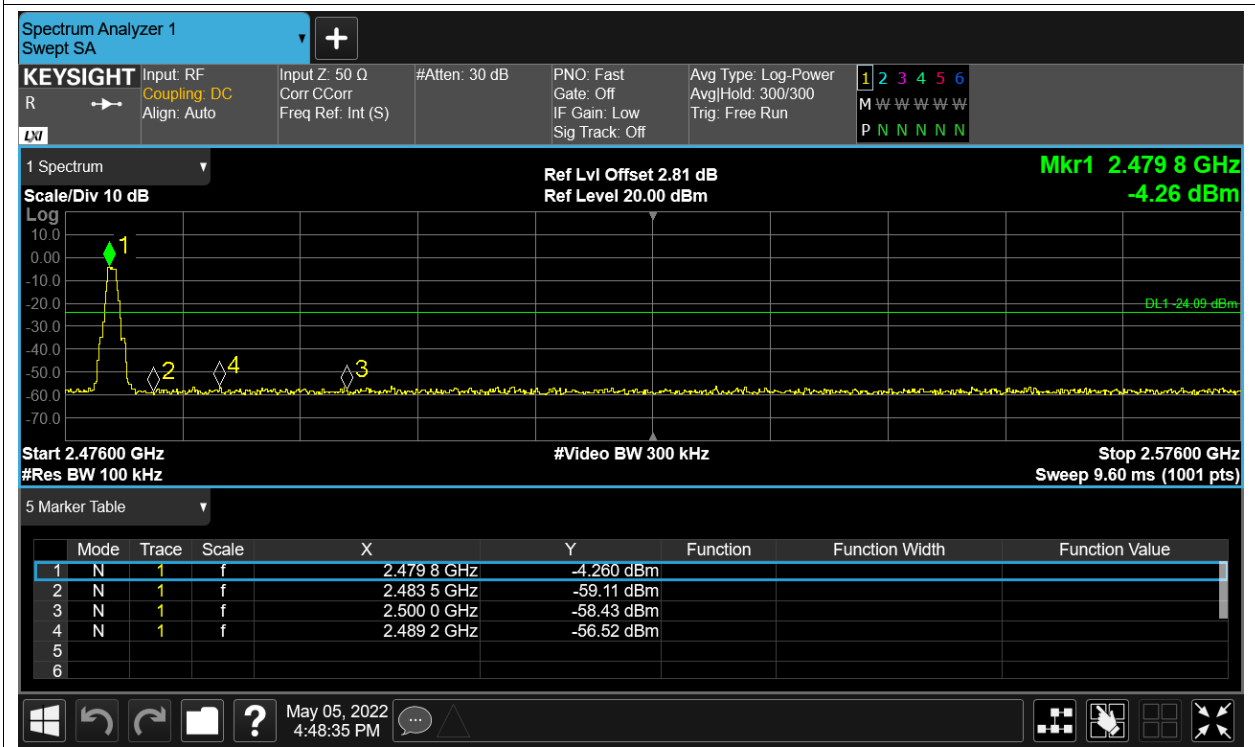 Spectrum Analyzer 1
Swept SA
+
KEYSIGHT Input: RF Input Z: 50 Ω #Atten: 30 dB PNO: Fast Avg Type: Log-Power 1 2 3 4 5 6
R Coupling: DC Corr CCorr Gate: Off Avg|Hold: 300/300 M W W W W W
Align: Auto Freq Ref: Int (S) IF Gain: Low Trig: Free Run
LXI Sig Track: Off P N N N N N
1 Spectrum Ref Lvl Offset 2.81 dB Mkr1 2.479 8 GHz
Scale/Div 10 dB Ref Level 20.00 dBm -4.26 dBm
Log
10.0
1
0.00
-10.0
-20.0
DL1 -24.09 dBm
-30.0
-40.0
2 4 3
-50.0
-60.0
-70.0
Start 2.47600 GHz #Video BW 300 kHz Stop 2.57600 GHz
#Res BW 100 kHz Sweep 9.60 ms (1001 pts)
5 Marker Table
Mode Trace Scale X Y Function Function Width Function Value
1 N 1 f 2.479 8 GHz -4.260 dBm
2 N 1 f 2.483 5 GHz -59.11 dBm
3 N 1 f 2.500 0 GHz -58.43 dBm
4 N 1 f 2.489 2 GHz -56.52 dBm
5
6
? May 05, 2022
4:48:35 PM